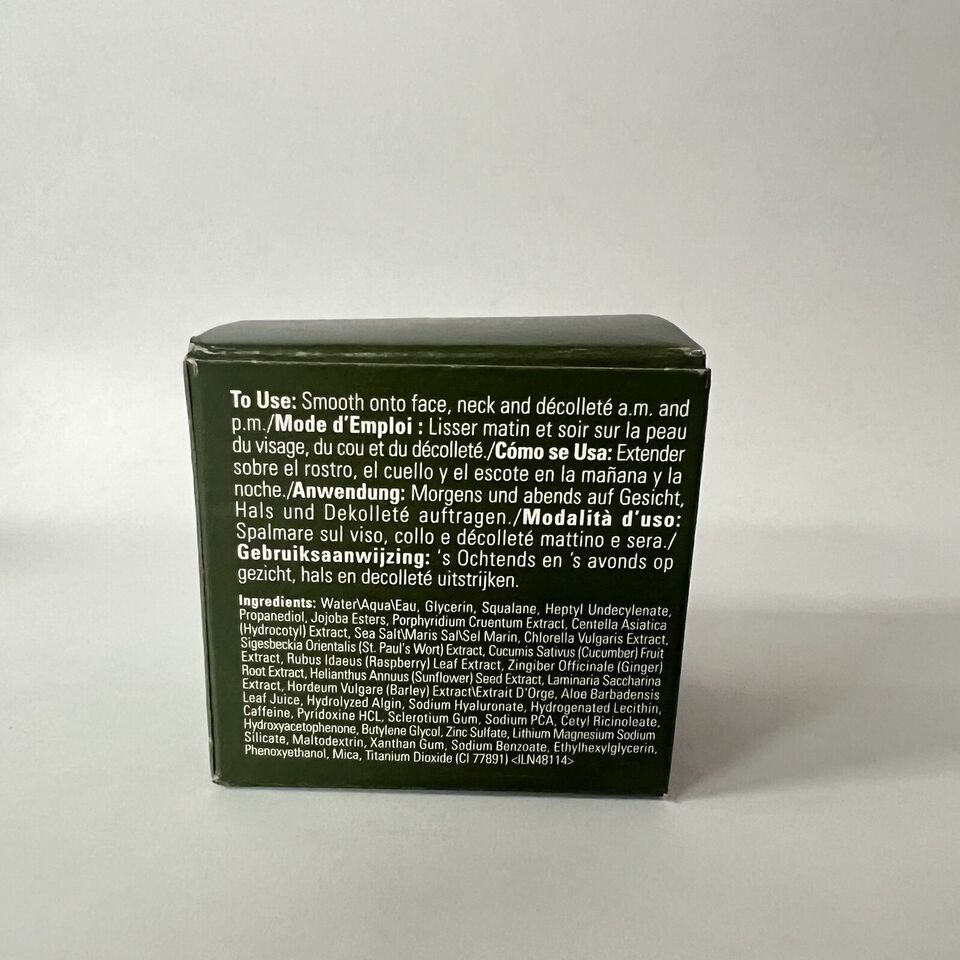 To Use: Smooth onto face, neck and décolleté a.m. and
p.m./Mode d'Emploi : Lisser matin et soir sur la peau
du visage, du cou et du décolleté./Cómo se Usa: Extender
sobre el rostro, el cuello y el escote en la mañana y la
noche./Anwendung: Morgens und abends auf Gesicht,
Hals und Dekolleté auftragen./Modalità d'uso:
Spalmare sul viso, collo e décolleté mattino e sera./
Gebruiksaanwijzing: 's Ochtends en 's avonds op
gezicht, hals en decolleté uitstrijken.
Ingredients: Water\Aqua\Eau, Glycerin, Squalane, Heptyl Undecylenate,
Propanediol, Jojoba Esters, Porphyridium Cruentum Extract, Centella Asiatica
(Hydrocotyl) Extract, Sea Salt\Maris Sal\Sel Marin, Chlorella Vulgaris Extract,
Sigesbeckia Orientalis (St. Paul's Wort) Extract, Cucumis Sativus (Cucumber) Fruit
Extract, Rubus Idaeus (Raspberry) Leaf Extract, Zingiber Officinale (Ginger)
Root Extract, Helianthus Annuus (Sunflower) Seed Extract, Laminaria Saccharina
Extract, Hordeum Vulgare (Barley) Extract\Extrait D'Orge, Aloe Barbadensis
Leaf Juice, Hydrolyzed Algin, Sodium Hyaluronate, Hydrogenated Lecithin,
Caffeine, Pyridoxine HCL, Sclerotium Gum, Sodium PCA, Cetyl Ricinoleate,
Hydroxyacetophenone, Butylene Glycol, Zinc Sulfate, Lithium Magnesium Sodium
Silicate, Maltodextrin, Xanthan Gum, Sodium Benzoate, Ethylhexylglycerin,
Phenoxyethanol, Mica, Titanium Dioxide (CI 77891) <ILN48114>